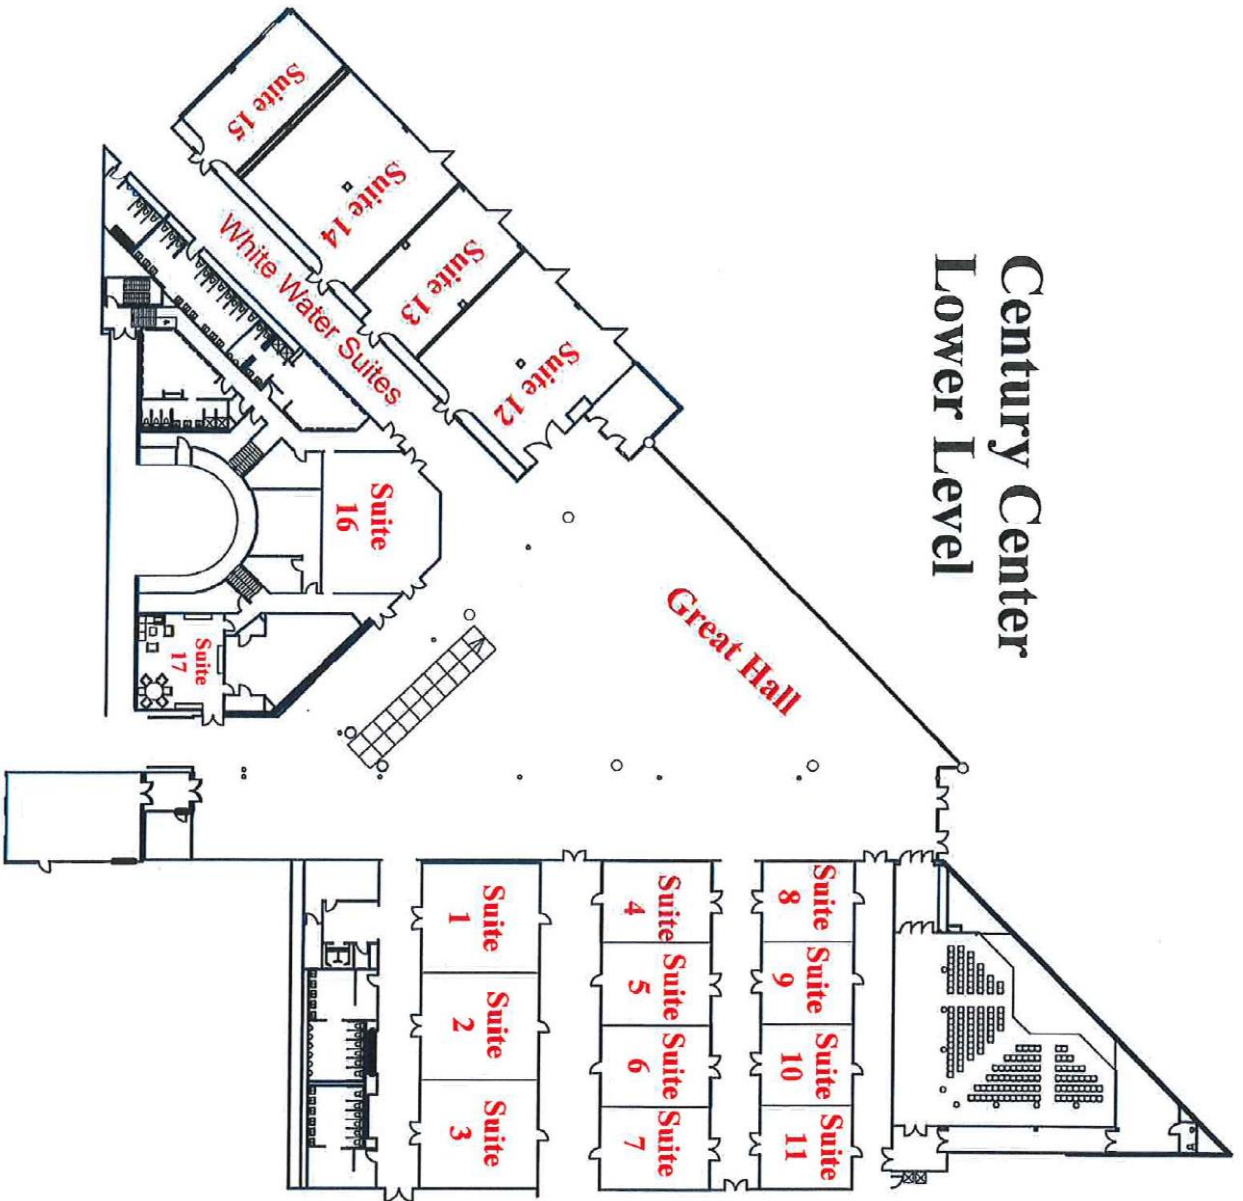 Century Center
Lower Level
Suite 15
Suite 14
Suite 13
Suite 12
White Water Suites
Great Hall
Suite
16
Suite
17
Suite
1
Suite
2
Suite
3
Suite
4
Suite
5
Suite
6
Suite
7
Suite
8
Suite
9
Suite
10
Suite
11